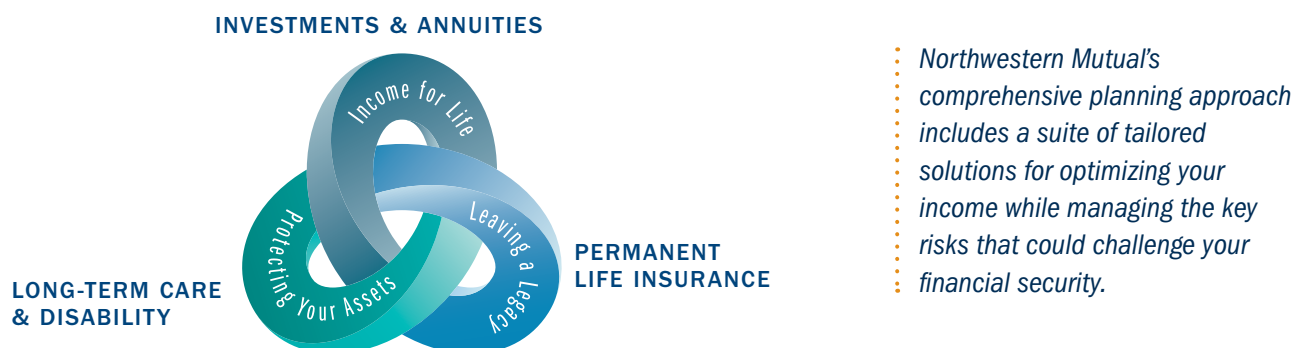 INVESTMENTS & ANNUITIES
Income for Life
Protecting Your Assets
Leaving a Legacy
PERMANENT
LIFE INSURANCE
LONG-TERM CARE
& DISABILITY
Northwestern Mutual’s
comprehensive planning approach
includes a suite of tailored
solutions for optimizing your
income while managing the key
risks that could challenge your
financial security.